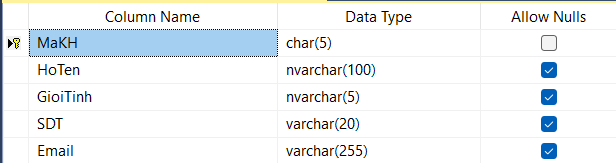 Column Name Data Type Allow Nulls
MaKH char(5)
HoTen nvarchar(100)
GioiTinh nvarchar(5)
SDT varchar(20)
Email varchar(255)